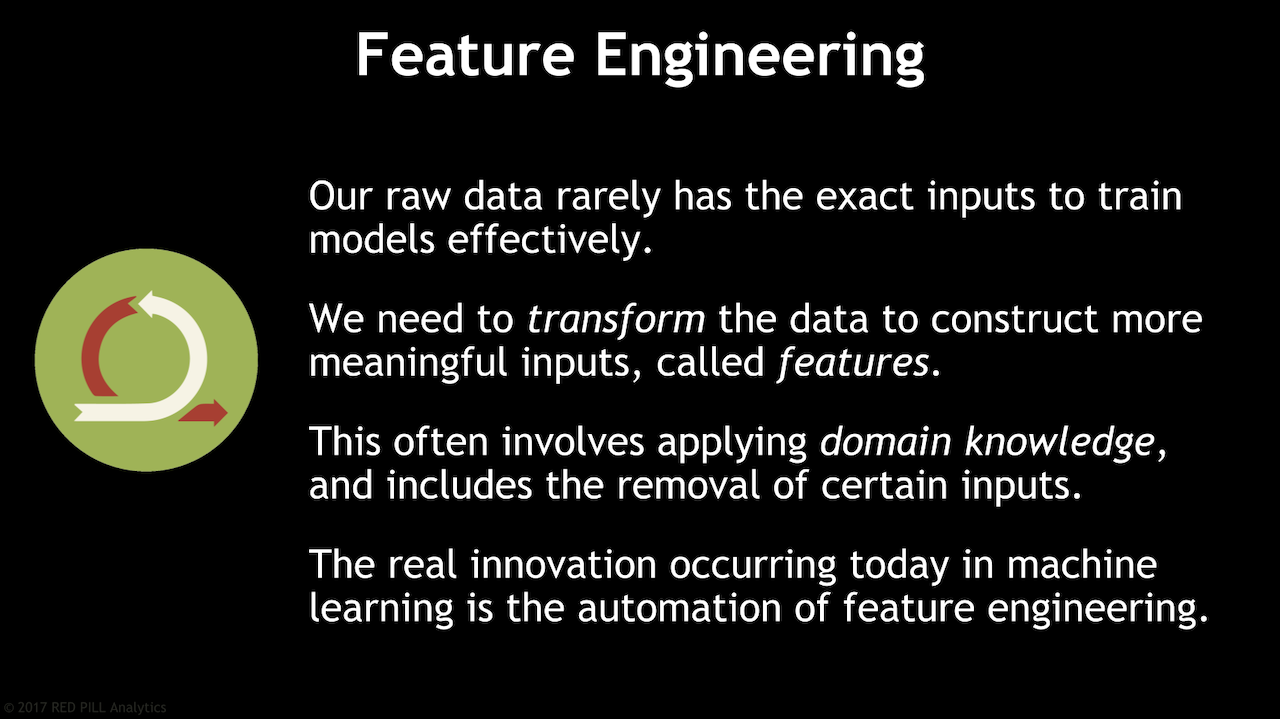 Feature Engineering
Our raw data rarely has the exact inputs to train
models effectively.
We need to transform the data to construct more
meaningful inputs, called features.
This often involves applying domain knowledge,
and includes the removal of certain inputs.
The real innovation occurring today in machine
learning is the automation of feature engineering.
© 2017 RED PILL Analytics